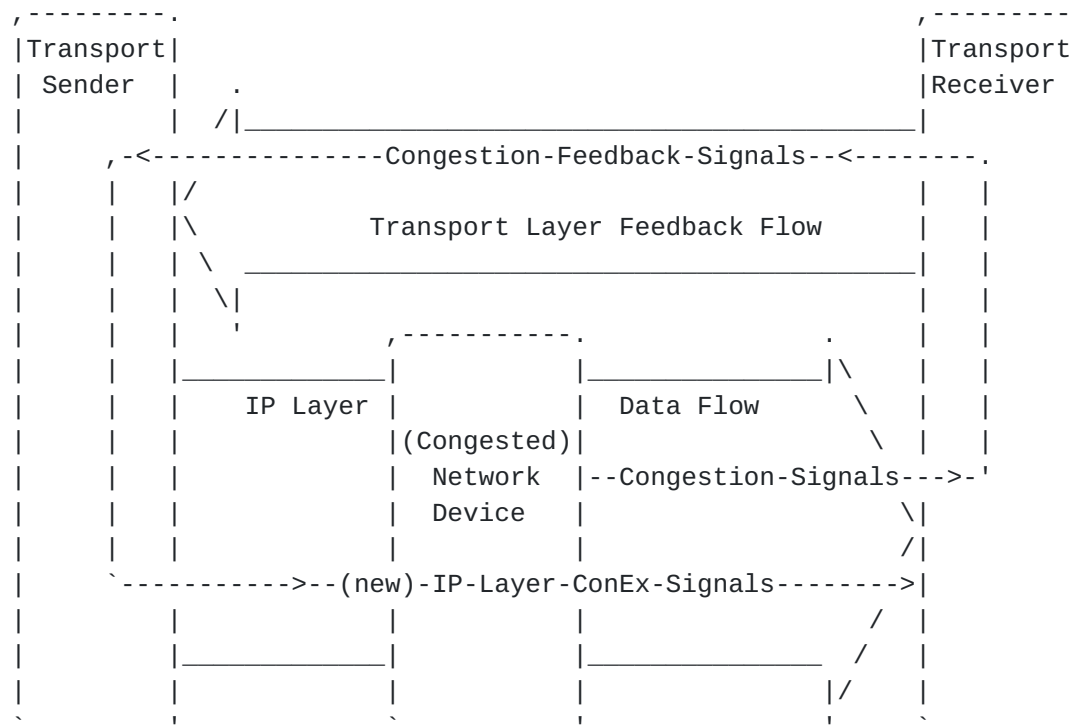 Transport Transport
Sender Receiver
Congestion-Feedback-Signals
Transport Layer Feedback Flow
IP Layer Data Flow
(Congested)
Network --Congestion-Signals--->-'
Device
(new)-IP-Layer-ConEx-Signals